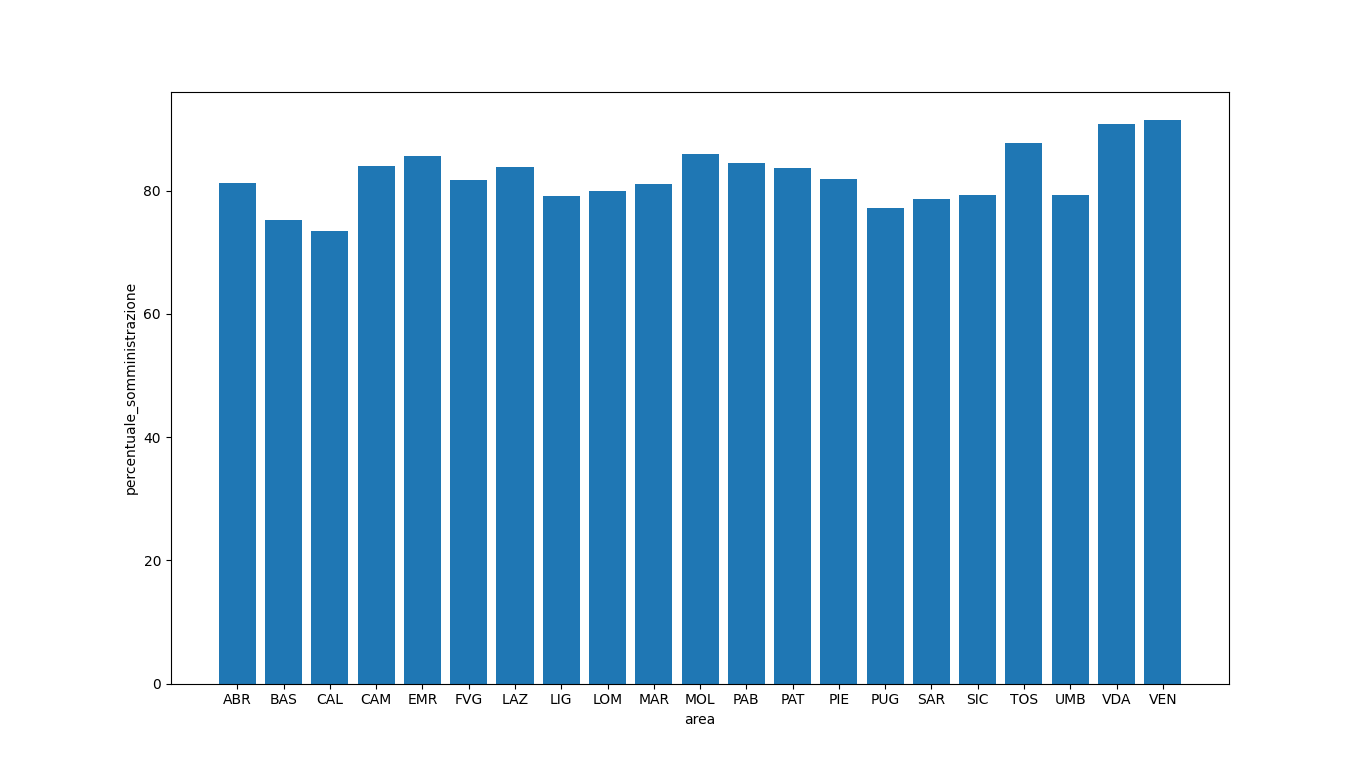 percentuale_somministrazione
80
60
40
20
0
ABR BAS CAL CAM EMR FVG LAZ LIG LOM MAR MOL PAB PAT PIE PUG SAR SIC TOS UMB VDA VEN
area